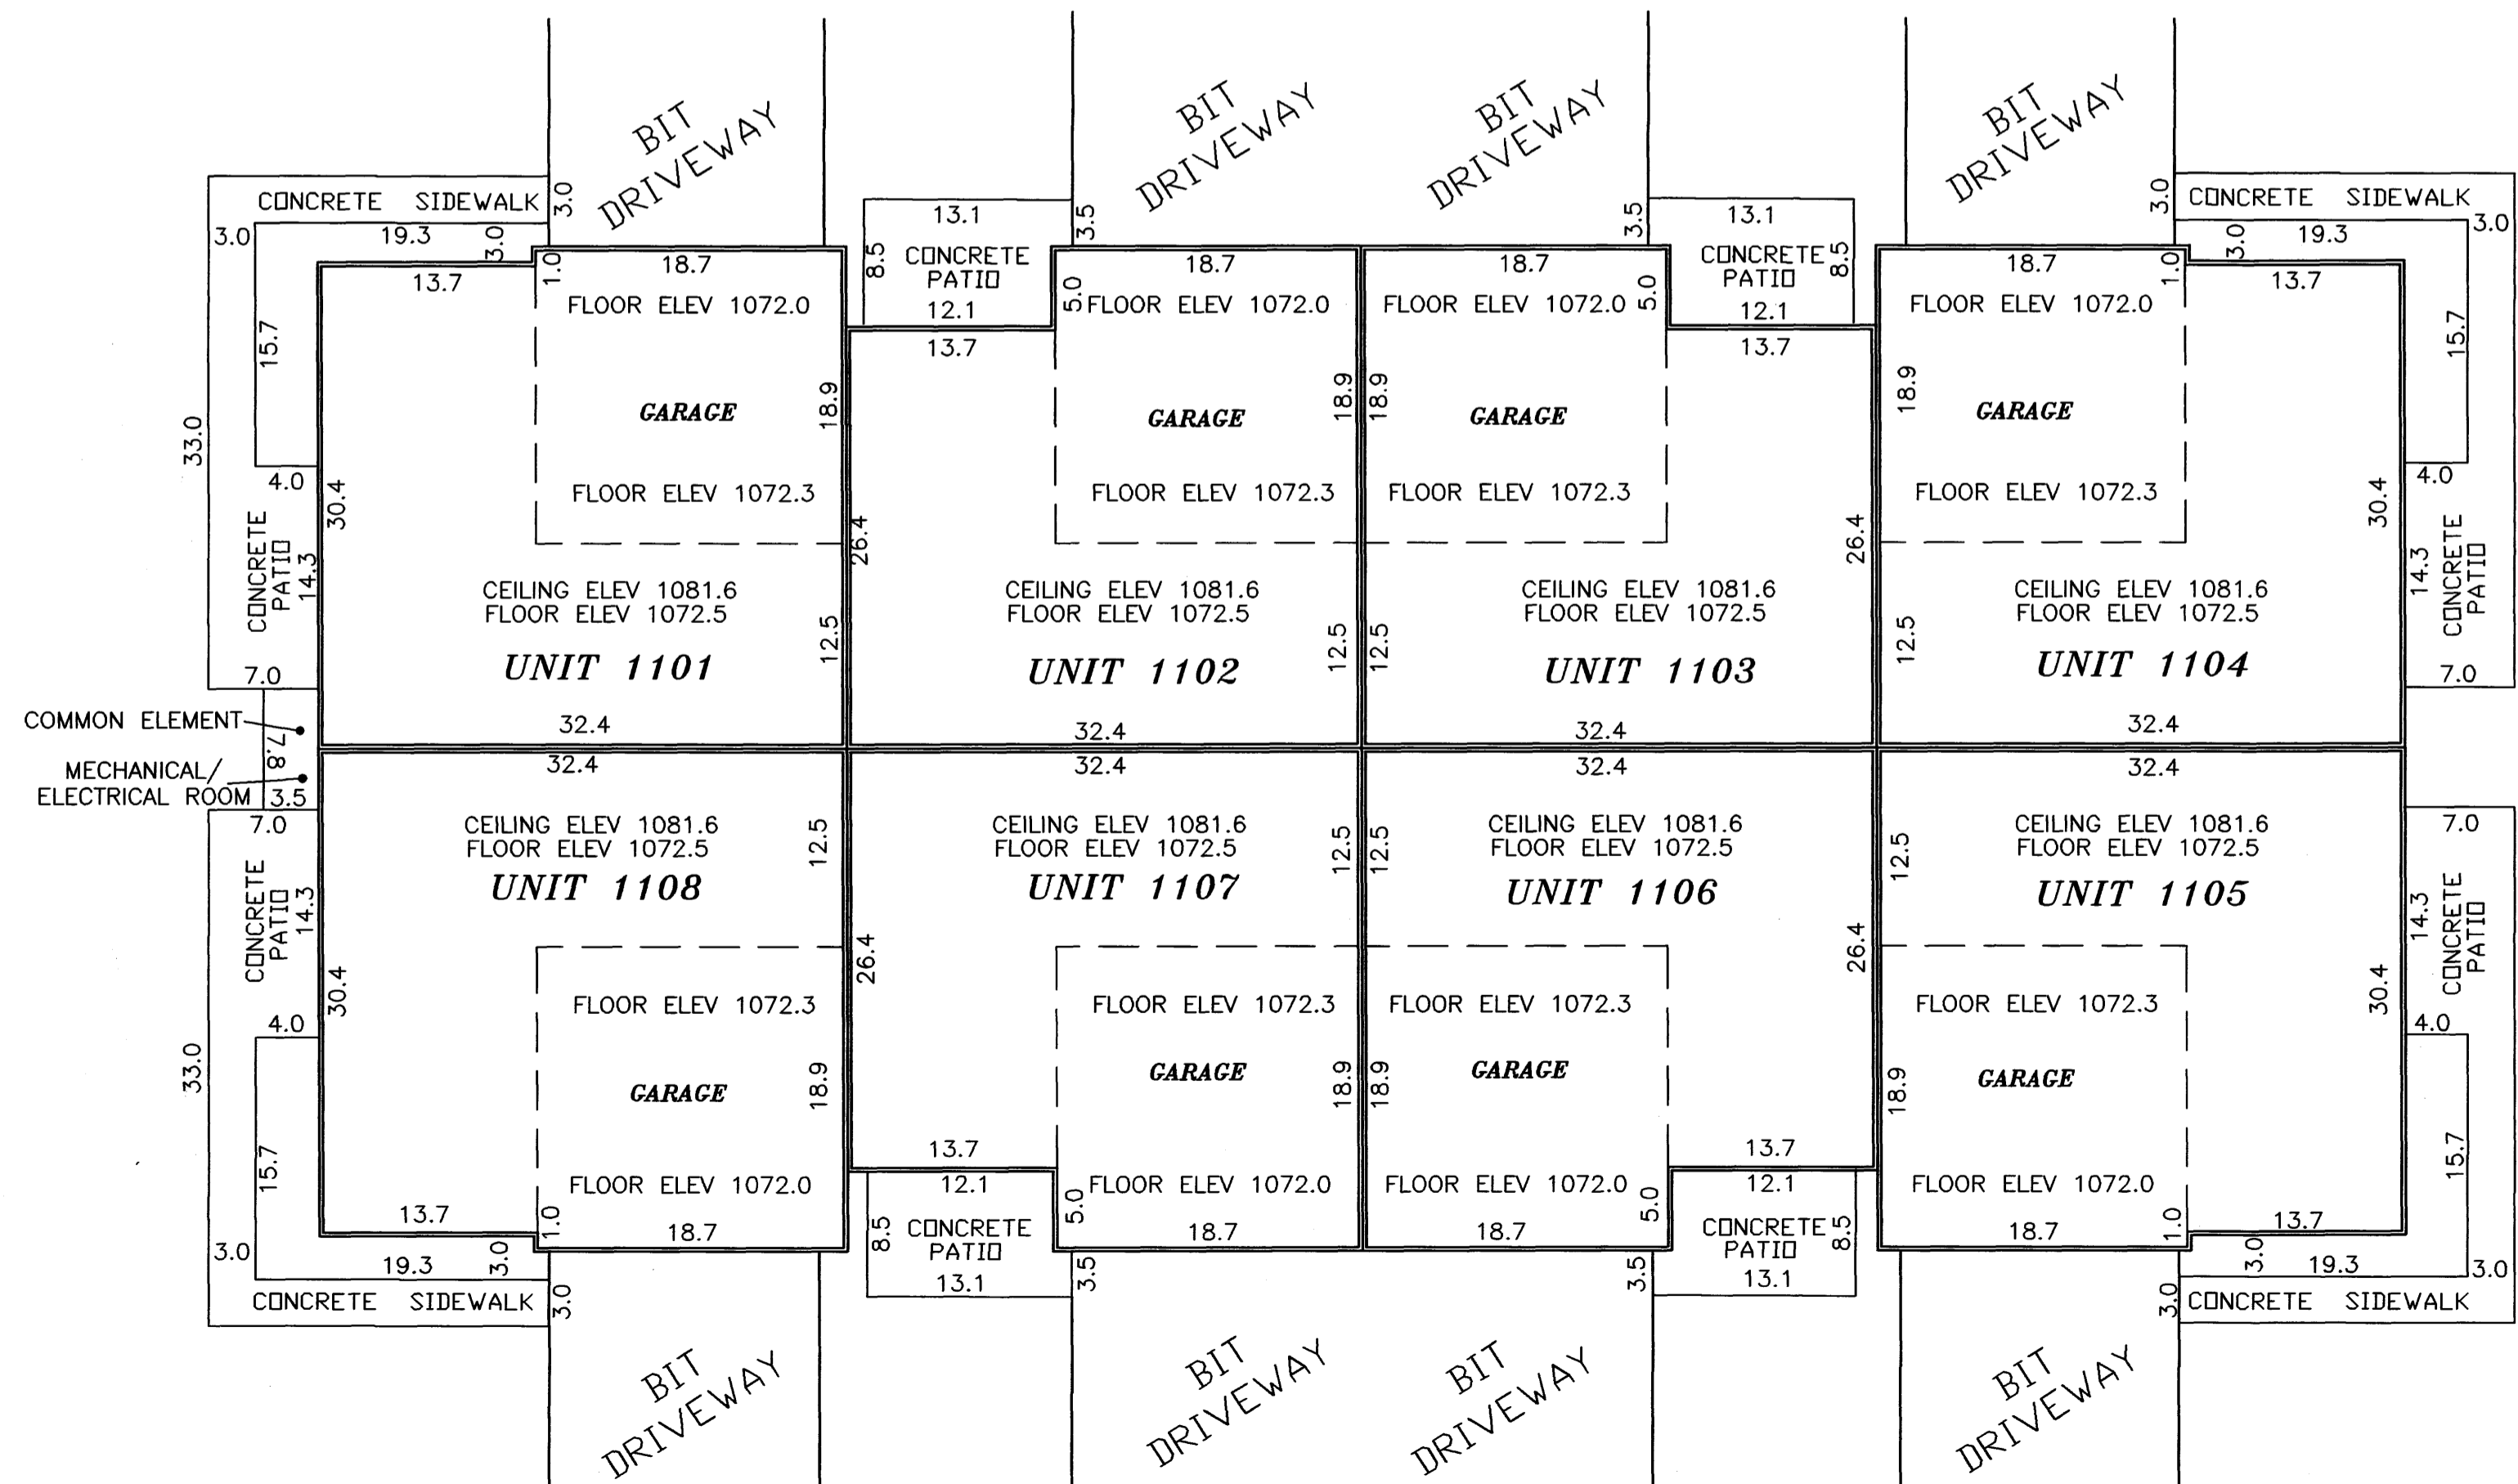 BIT
DRIVEWAY
BIT
DRIVEWAY
BIT
DRIVEWAY
BIT
DRIVEWAY
CONCRETE SIDEWALK
3.0
3.0
19.3
3.0
13.1
3.5
8.5
CONCRETE
PATIO
12.1
3.5
13.1
CONCRETE
PATIO
8.5
12.1
3.0
CONCRETE SIDEWALK
3.0
19.3
3.0
13.7
1.0
18.7
FLOOR ELEV 1072.0
15.7
33.0
GARAGE
18.9
FLOOR ELEV 1072.3
4.0
30.4
CONCRETE
PATIO
14.3
CEILING ELEV 1081.6
FLOOR ELEV 1072.5
12.5
UNIT 1101
7.0
32.4
13.7
5.0
18.7
FLOOR ELEV 1072.0
GARAGE
18.9
FLOOR ELEV 1072.3
26.4
CEILING ELEV 1081.6
FLOOR ELEV 1072.5
12.5
UNIT 1102
32.4
18.7
5.0
FLOOR ELEV 1072.0
13.7
18.9
GARAGE
FLOOR ELEV 1072.3
26.4
CEILING ELEV 1081.6
FLOOR ELEV 1072.5
12.5
UNIT 1103
32.4
18.7
1.0
13.7
FLOOR ELEV 1072.0
15.7
18.9
GARAGE
FLOOR ELEV 1072.3
4.0
30.4
14.3
CONCRETE
PATIO
CEILING ELEV 1081.6
FLOOR ELEV 1072.5
12.5
UNIT 1104
7.0
32.4
COMMON ELEMENT
7.8
MECHANICAL/
ELECTRICAL ROOM
3.5
7.0
32.4
CEILING ELEV 1081.6
FLOOR ELEV 1072.5
12.5
UNIT 1108
CONCRETE
PATIO
14.3
30.4
4.0
33.0
FLOOR ELEV 1072.3
GARAGE
18.9
15.7
FLOOR ELEV 1072.0
13.7
1.0
18.7
3.0
19.3
3.0
CONCRETE SIDEWALK
3.0
32.4
CEILING ELEV 1081.6
FLOOR ELEV 1072.5
12.5
UNIT 1107
26.4
FLOOR ELEV 1072.3
GARAGE
18.9
13.7
FLOOR ELEV 1072.0
5.0
18.7
12.1
8.5
CONCRETE
PATIO
13.1
3.5
32.4
CEILING ELEV 1081.6
FLOOR ELEV 1072.5
12.5
UNIT 1106
26.4
FLOOR ELEV 1072.3
GARAGE
18.9
13.7
FLOOR ELEV 1072.0
5.0
18.7
12.1
CONCRETE
PATIO
8.5
13.1
3.5
32.4
7.0
CEILING ELEV 1081.6
FLOOR ELEV 1072.5
12.5
UNIT 1105
14.3
CONCRETE
PATIO
30.4
4.0
FLOOR ELEV 1072.3
GARAGE
18.9
15.7
FLOOR ELEV 1072.0
1.0
13.7
18.7
3.0
19.3
3.0
3.0
CONCRETE SIDEWALK
BIT
DRIVEWAY
BIT
DRIVEWAY
BIT
DRIVEWAY
BIT
DRIVEWAY